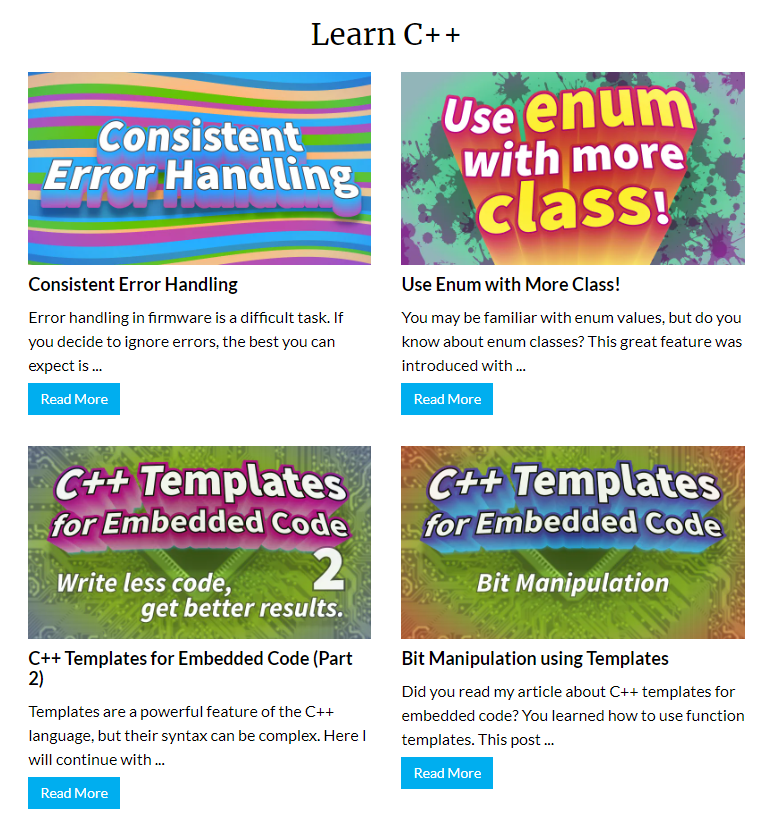 Learn C++
Consistent
Error Handling
Consistent Error Handling
Error handling in firmware is a difficult task. If
you decide to ignore errors, the best you can
expect is ...
Read More
Use enum
with more
class!
Use Enum with More Class!
You may be familiar with enum values, but do you
know about enum classes? This great feature was
introduced with ...
Read More
C++ Templates
for Embedded Code
2
Write less code,
get better results.
C++ Templates for Embedded Code (Part
2)
Templates are a powerful feature of the C++
language, but their syntax can be complex. Here I
will continue with ...
Read More
C++ Templates
for Embedded Code
Bit Manipulation
Bit Manipulation using Templates
Did you read my article about C++ templates for
embedded code? You learned how to use function
templates. This post ...
Read More